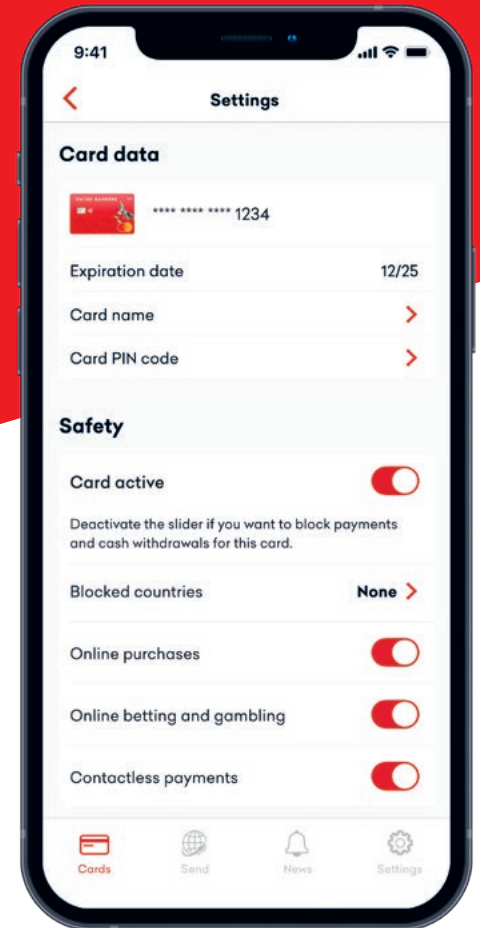 9:41
Settings
Card data
**** **** **** 1234
Expiration date 12/25
Card name
Card PIN code
Safety
Card active
Deactivate the slider if you want to block payments
and cash withdrawals for this card.
Blocked countries None
Online purchases
Online betting and gambling
Contactless payments
Cards Send News Settings